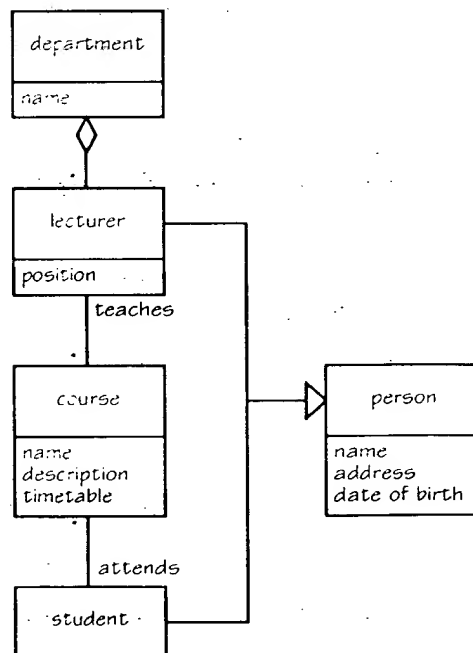 department
name
lecturer
position
teaches
course
name
description
timetable
person
name
address
date of birth
attends
student